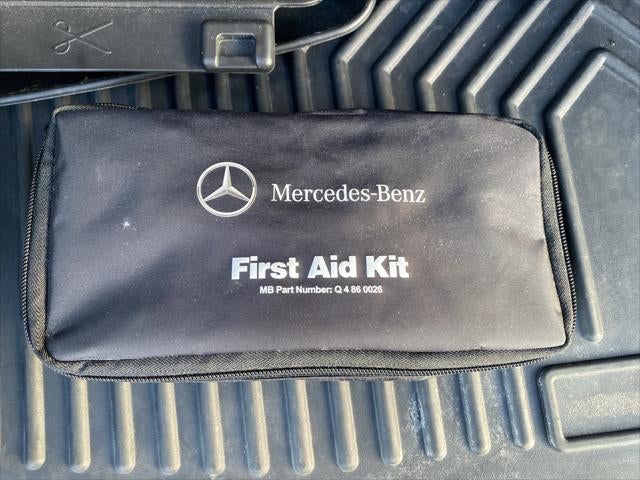 Mercedes-Benz
First Aid Kit
MB Part Number: Q 4 86 0026